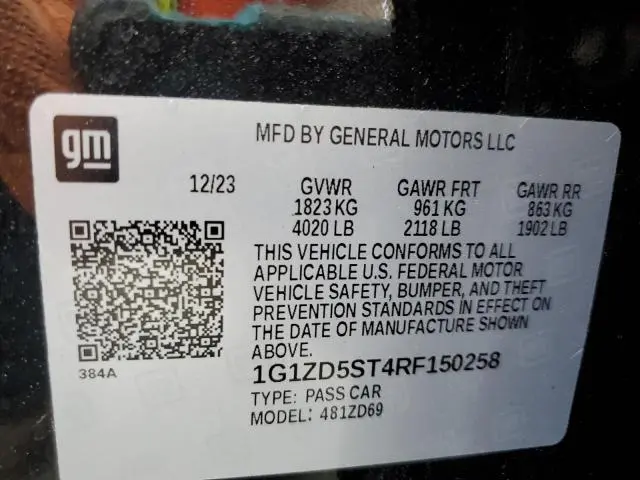 gm
MFD BY GENERAL MOTORS LLC
12/23 GVWR GAWR FRT GAWR RR
1823 KG 961 KG 863 KG
4020 LB 2118 LB 1902 LB
THIS VEHICLE CONFORMS TO ALL
APPLICABLE U.S. FEDERAL MOTOR
VEHICLE SAFETY, BUMPER, AND THEFT
PREVENTION STANDARDS IN EFFECT ON
THE DATE OF MANUFACTURE SHOWN
ABOVE.
384A
1G1ZD5ST4RF150258
TYPE: PASS CAR
MODEL: 481ZD69